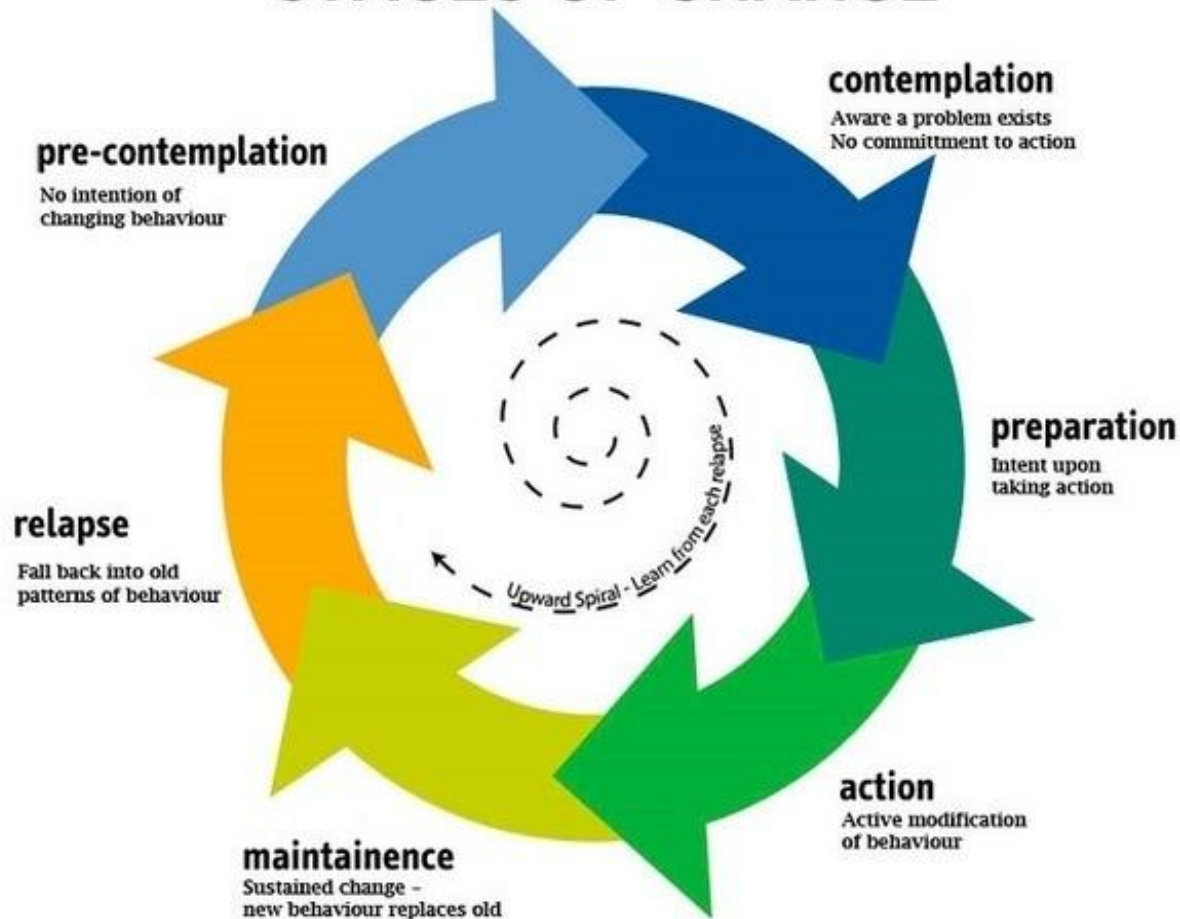 pre-contemplation
No intention of
changing behaviour
contemplation
Aware a problem exists
No committment to action
preparation
Intent upon
taking action
action
Active modification
of behaviour
maintainence
Sustained change –
new behaviour replaces old
relapse
Fall back into old
patterns of behaviour
Upward Spiral - Learn from each relapse